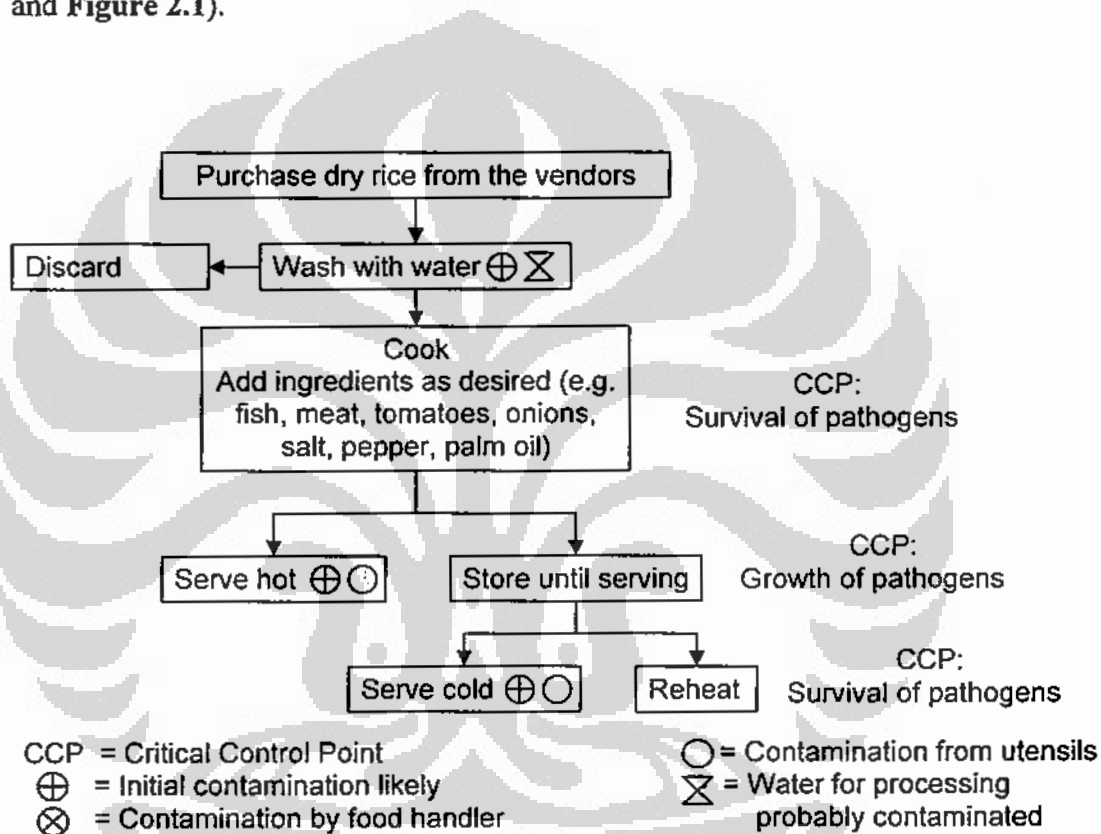 and Figure 2.1).
Purchase dry rice from the vendors
Discard
Wash with water ⊕ ⧖
Cook
Add ingredients as desired (e.g.
fish, meat, tomatoes, onions,
salt, pepper, palm oil)
CCP:
Survival of pathogens
Serve hot ⊕ ○
Store until serving
CCP:
Growth of pathogens
Serve cold ⊕ ○
Reheat
CCP:
Survival of pathogens
CCP = Critical Control Point
⊕ = Initial contamination likely
⊗ = Contamination by food handler
○ = Contamination from utensils
⧖ = Water for processing
probably contaminated